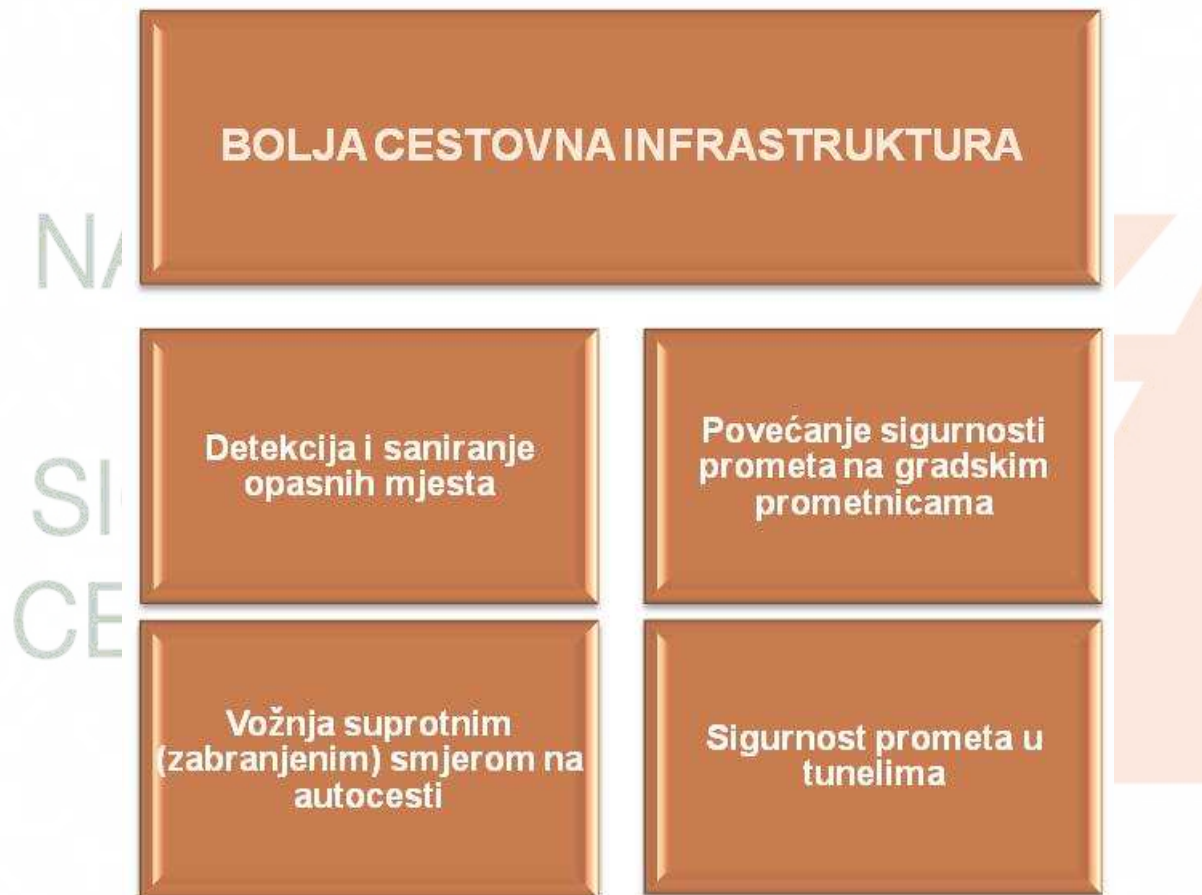 BOLJA CESTOVNA INFRASTRUKTURA
Detekcija i saniranje
opasnih mjesta
Povećanje sigurnosti
prometa na gradskim
prometnicama
Vožnja suprotnim
(zabranjenim) smjerom na
autocesti
Sigurnost prometa u
tunelima